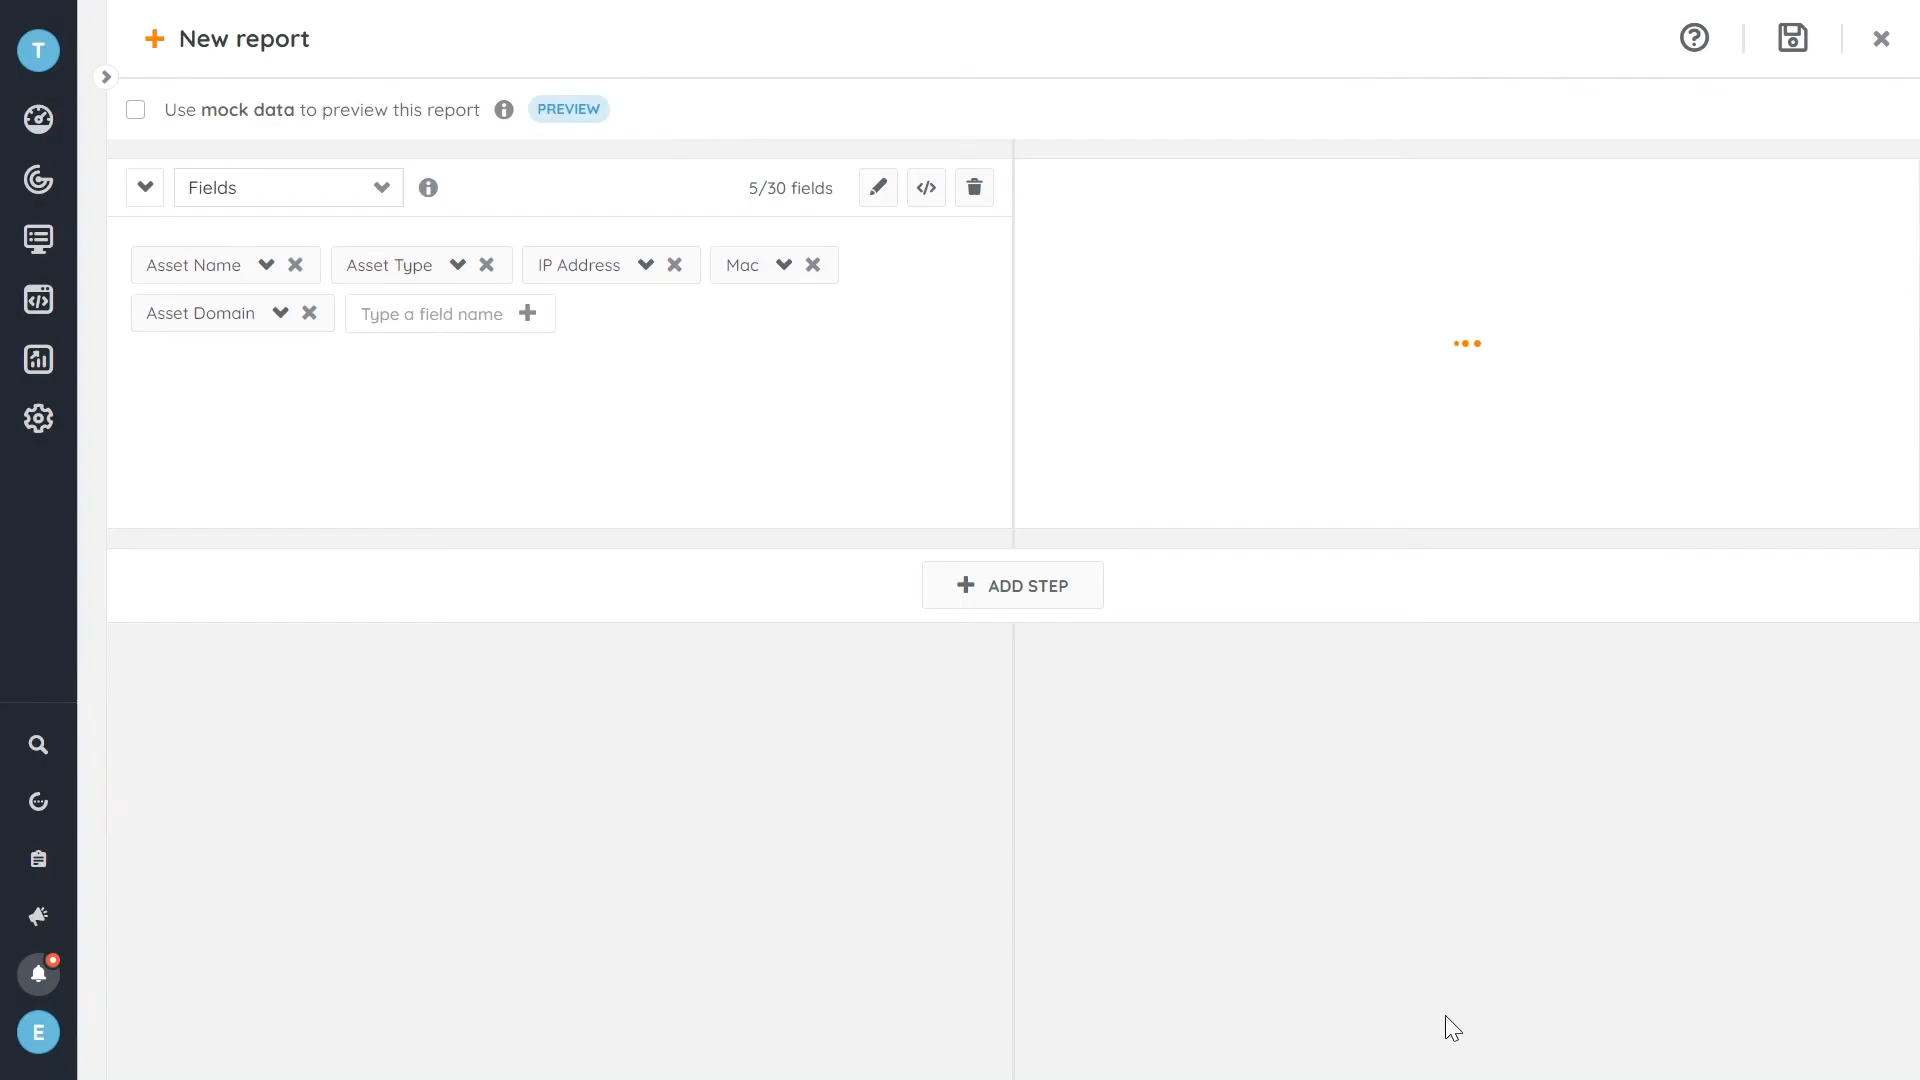 T
New report
Use mock data to preview this report PREVIEW
Fields
5/30 fields
Asset Name Asset Type IP Address Mac
Asset Domain Type a field name
ADD STEP
E